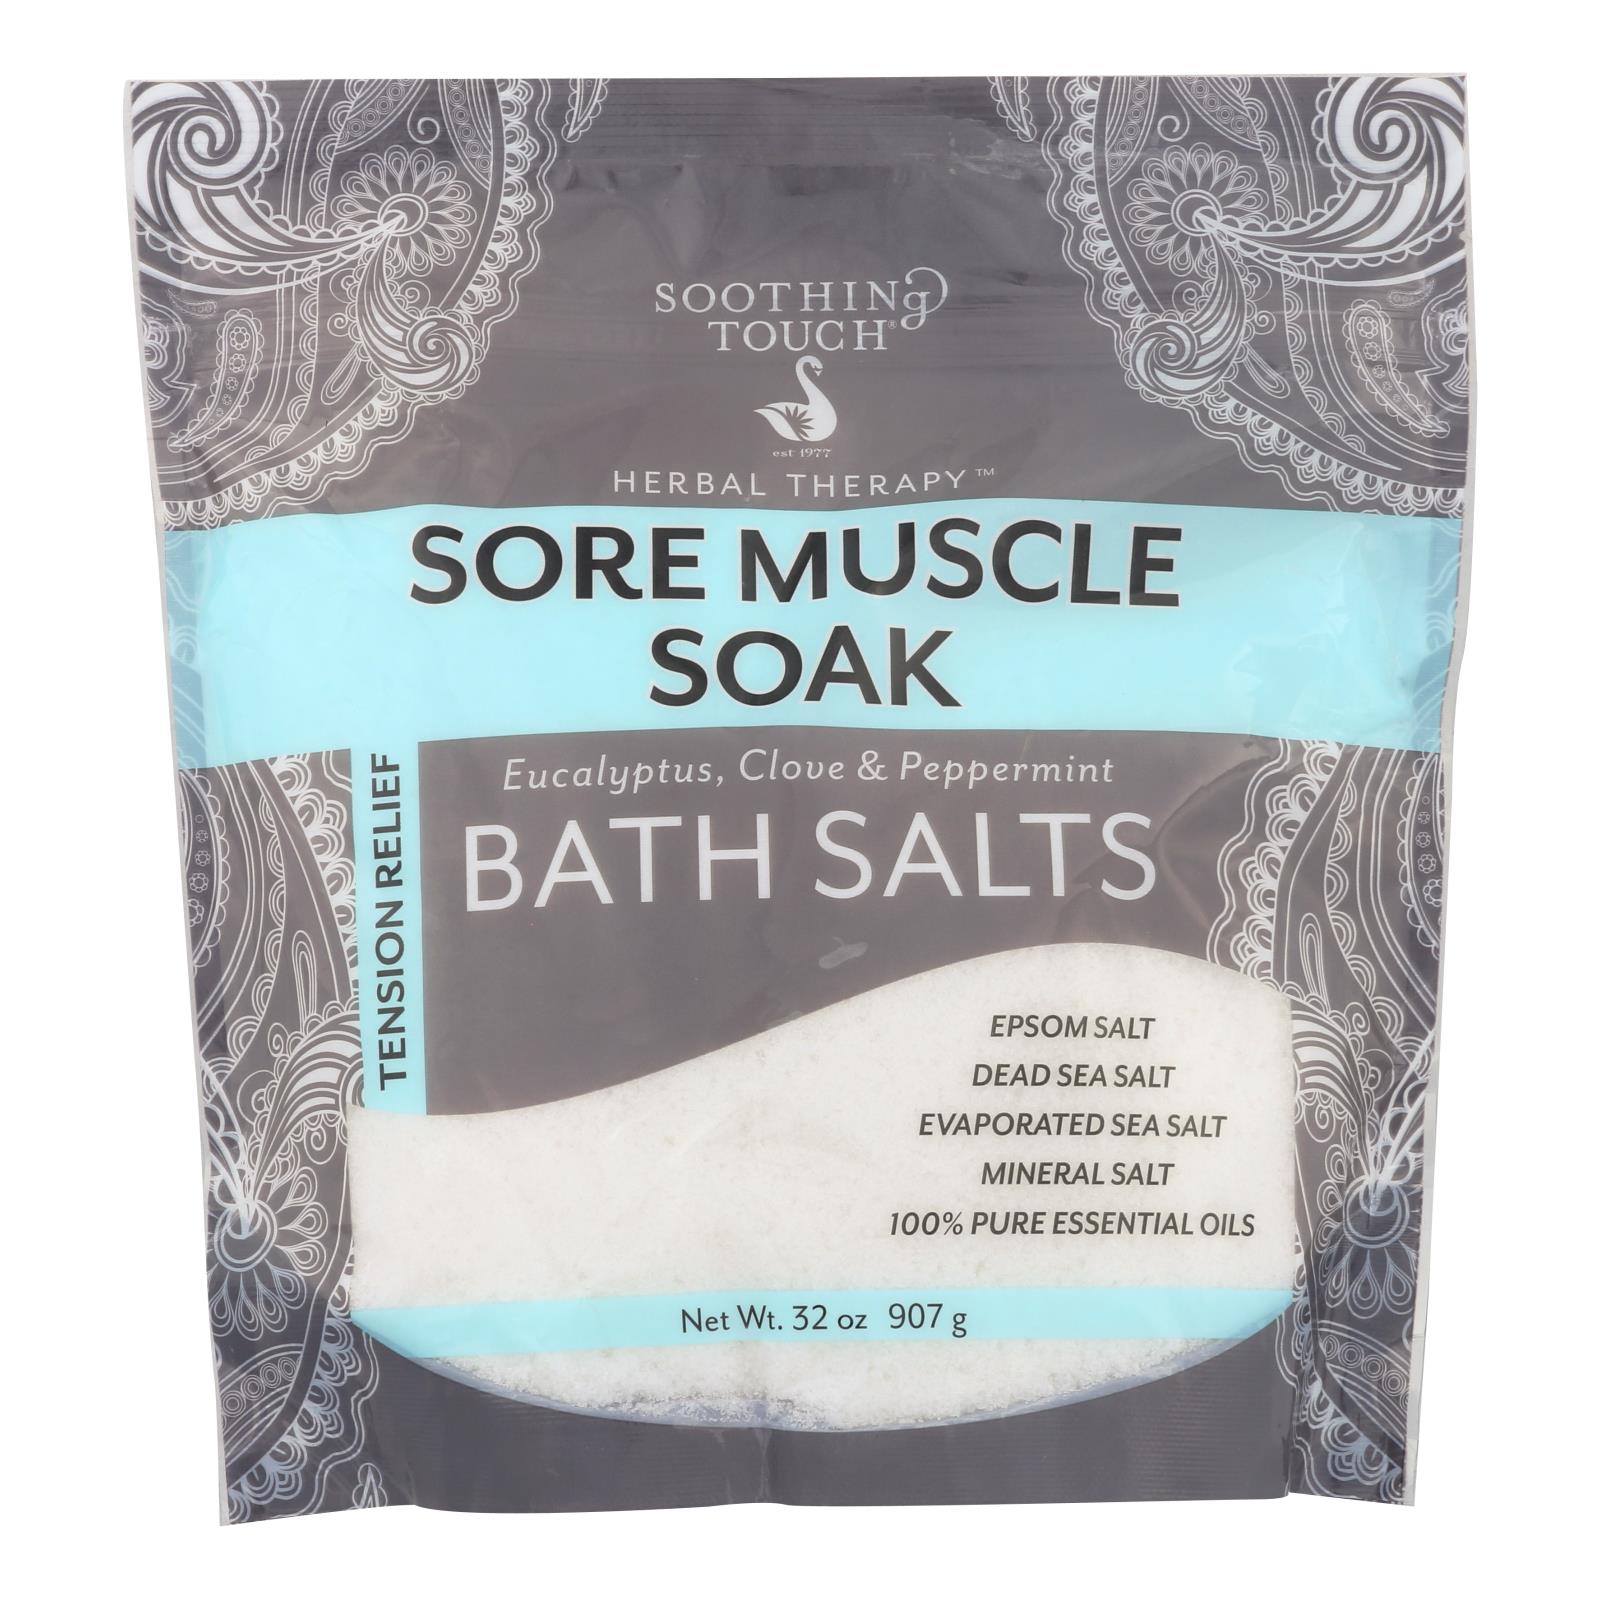 SOOTHING
TOUCH®
est 1977
HERBAL THERAPY™
SORE MUSCLE
SOAK
Eucalyptus, Clove & Peppermint
BATH SALTS
TENSION RELIEF
EPSOM SALT
DEAD SEA SALT
EVAPORATED SEA SALT
MINERAL SALT
100% PURE ESSENTIAL OILS
Net Wt. 32 oz 907 g